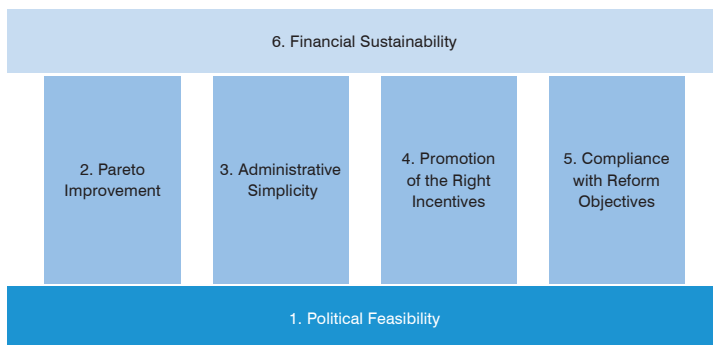 6. Financial Sustainability
2. Pareto
Improvement
3. Administrative
Simplicity
4. Promotion
of the Right
Incentives
5. Compliance
with Reform
Objectives
1. Political Feasibility